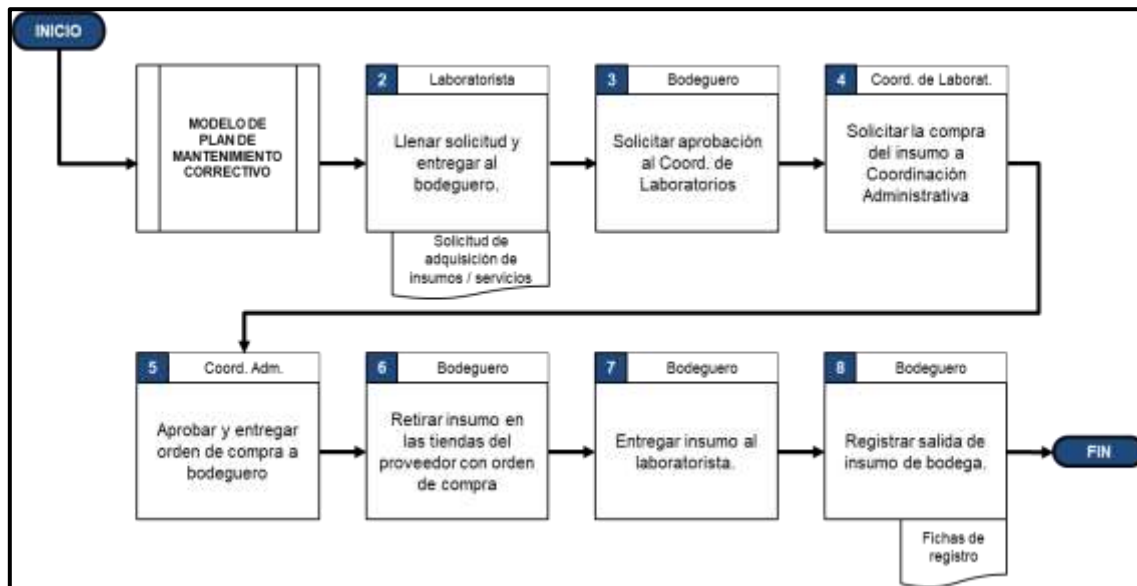 INICIO
MODELO DE
PLAN DE
MANTENIMIENTO
CORRECTIVO
2 Laboratorista
Llenar solicitud y
entregar al
bodeguero.
Solicitud de
adquisición de
insumos / servicios
3 Bodeguero
Solicitar aprobación
al Coord. de
Laboratorios
4 Coord. de Laborat.
Solicitar la compra
del insumo a
Coordinación
Administrativa
5 Coord. Adm.
Aprobar y entregar
orden de compra a
bodeguero
6 Bodeguero
Retirar insumo en
las tiendas del
proveedor con orden
de compra
7 Bodeguero
Entregar insumo al
laboratorista.
8 Bodeguero
Registrar salida de
insumo de bodega.
Fichas de
registro
FIN